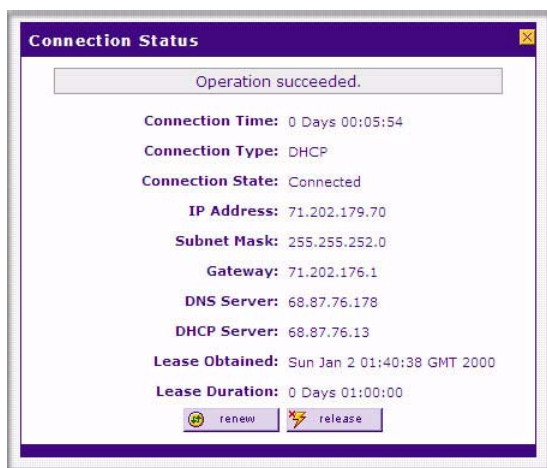 Connection Status
Operation succeeded.
Connection Time: 0 Days 00:05:54
Connection Type: DHCP
Connection State: Connected
IP Address: 71.202.179.70
Subnet Mask: 255.255.252.0
Gateway: 71.202.176.1
DNS Server: 68.87.76.178
DHCP Server: 68.87.76.13
Lease Obtained: Sun Jan 2 01:40:38 GMT 2000
Lease Duration: 0 Days 01:00:00
renew release